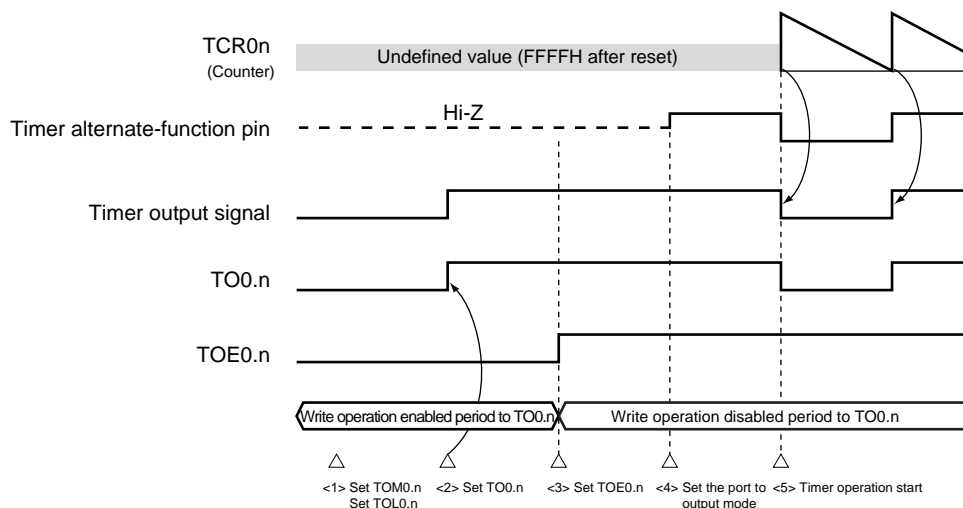 TCR0n
(Counter)
Undefined value (FFFFH after reset)
Hi-Z
Timer alternate-function pin
Timer output signal
TO0.n
TOE0.n
Write operation enabled period to TO0.n
Write operation disabled period to TO0.n
<1> Set TOM0.n
Set TOL0.n
<2> Set TO0.n
<3> Set TOE0.n
<4> Set the port to
output mode
<5> Timer operation start